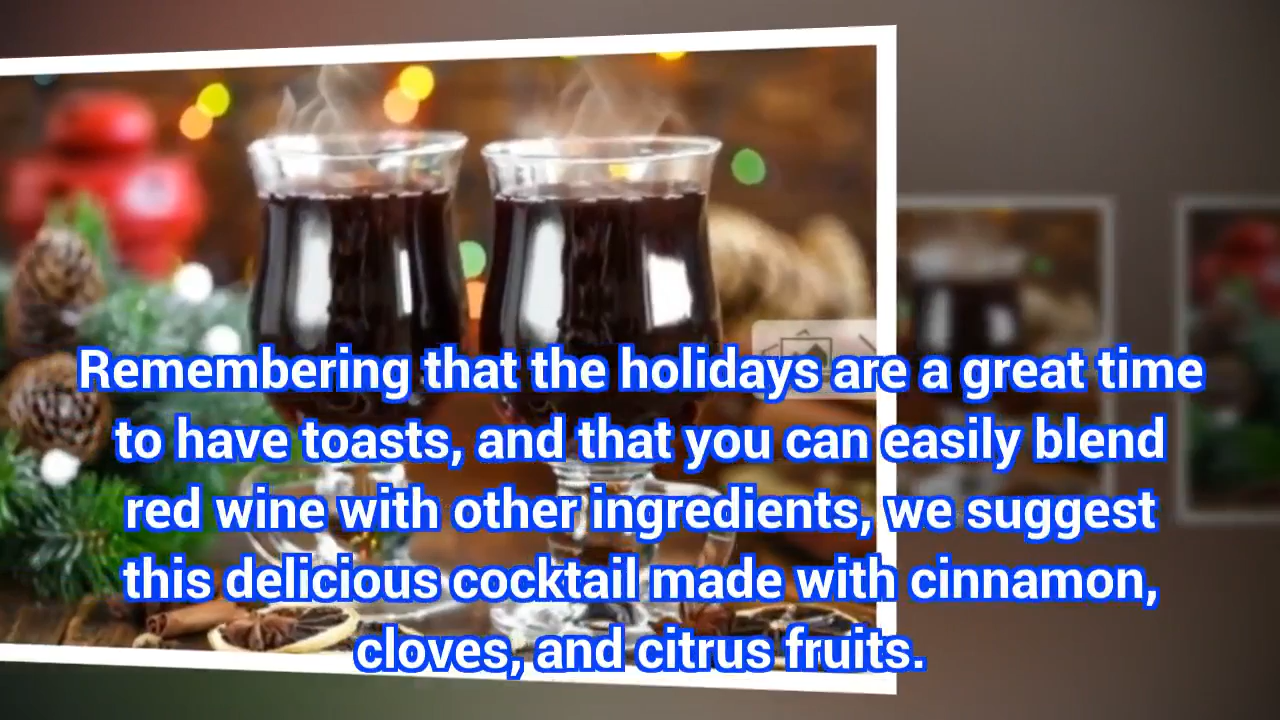 Remembering that the holidays are a great time
to have toasts, and that you can easily blend
red wine with other ingredients, we suggest
this delicious cocktail made with cinnamon,
cloves, and citrus fruits.